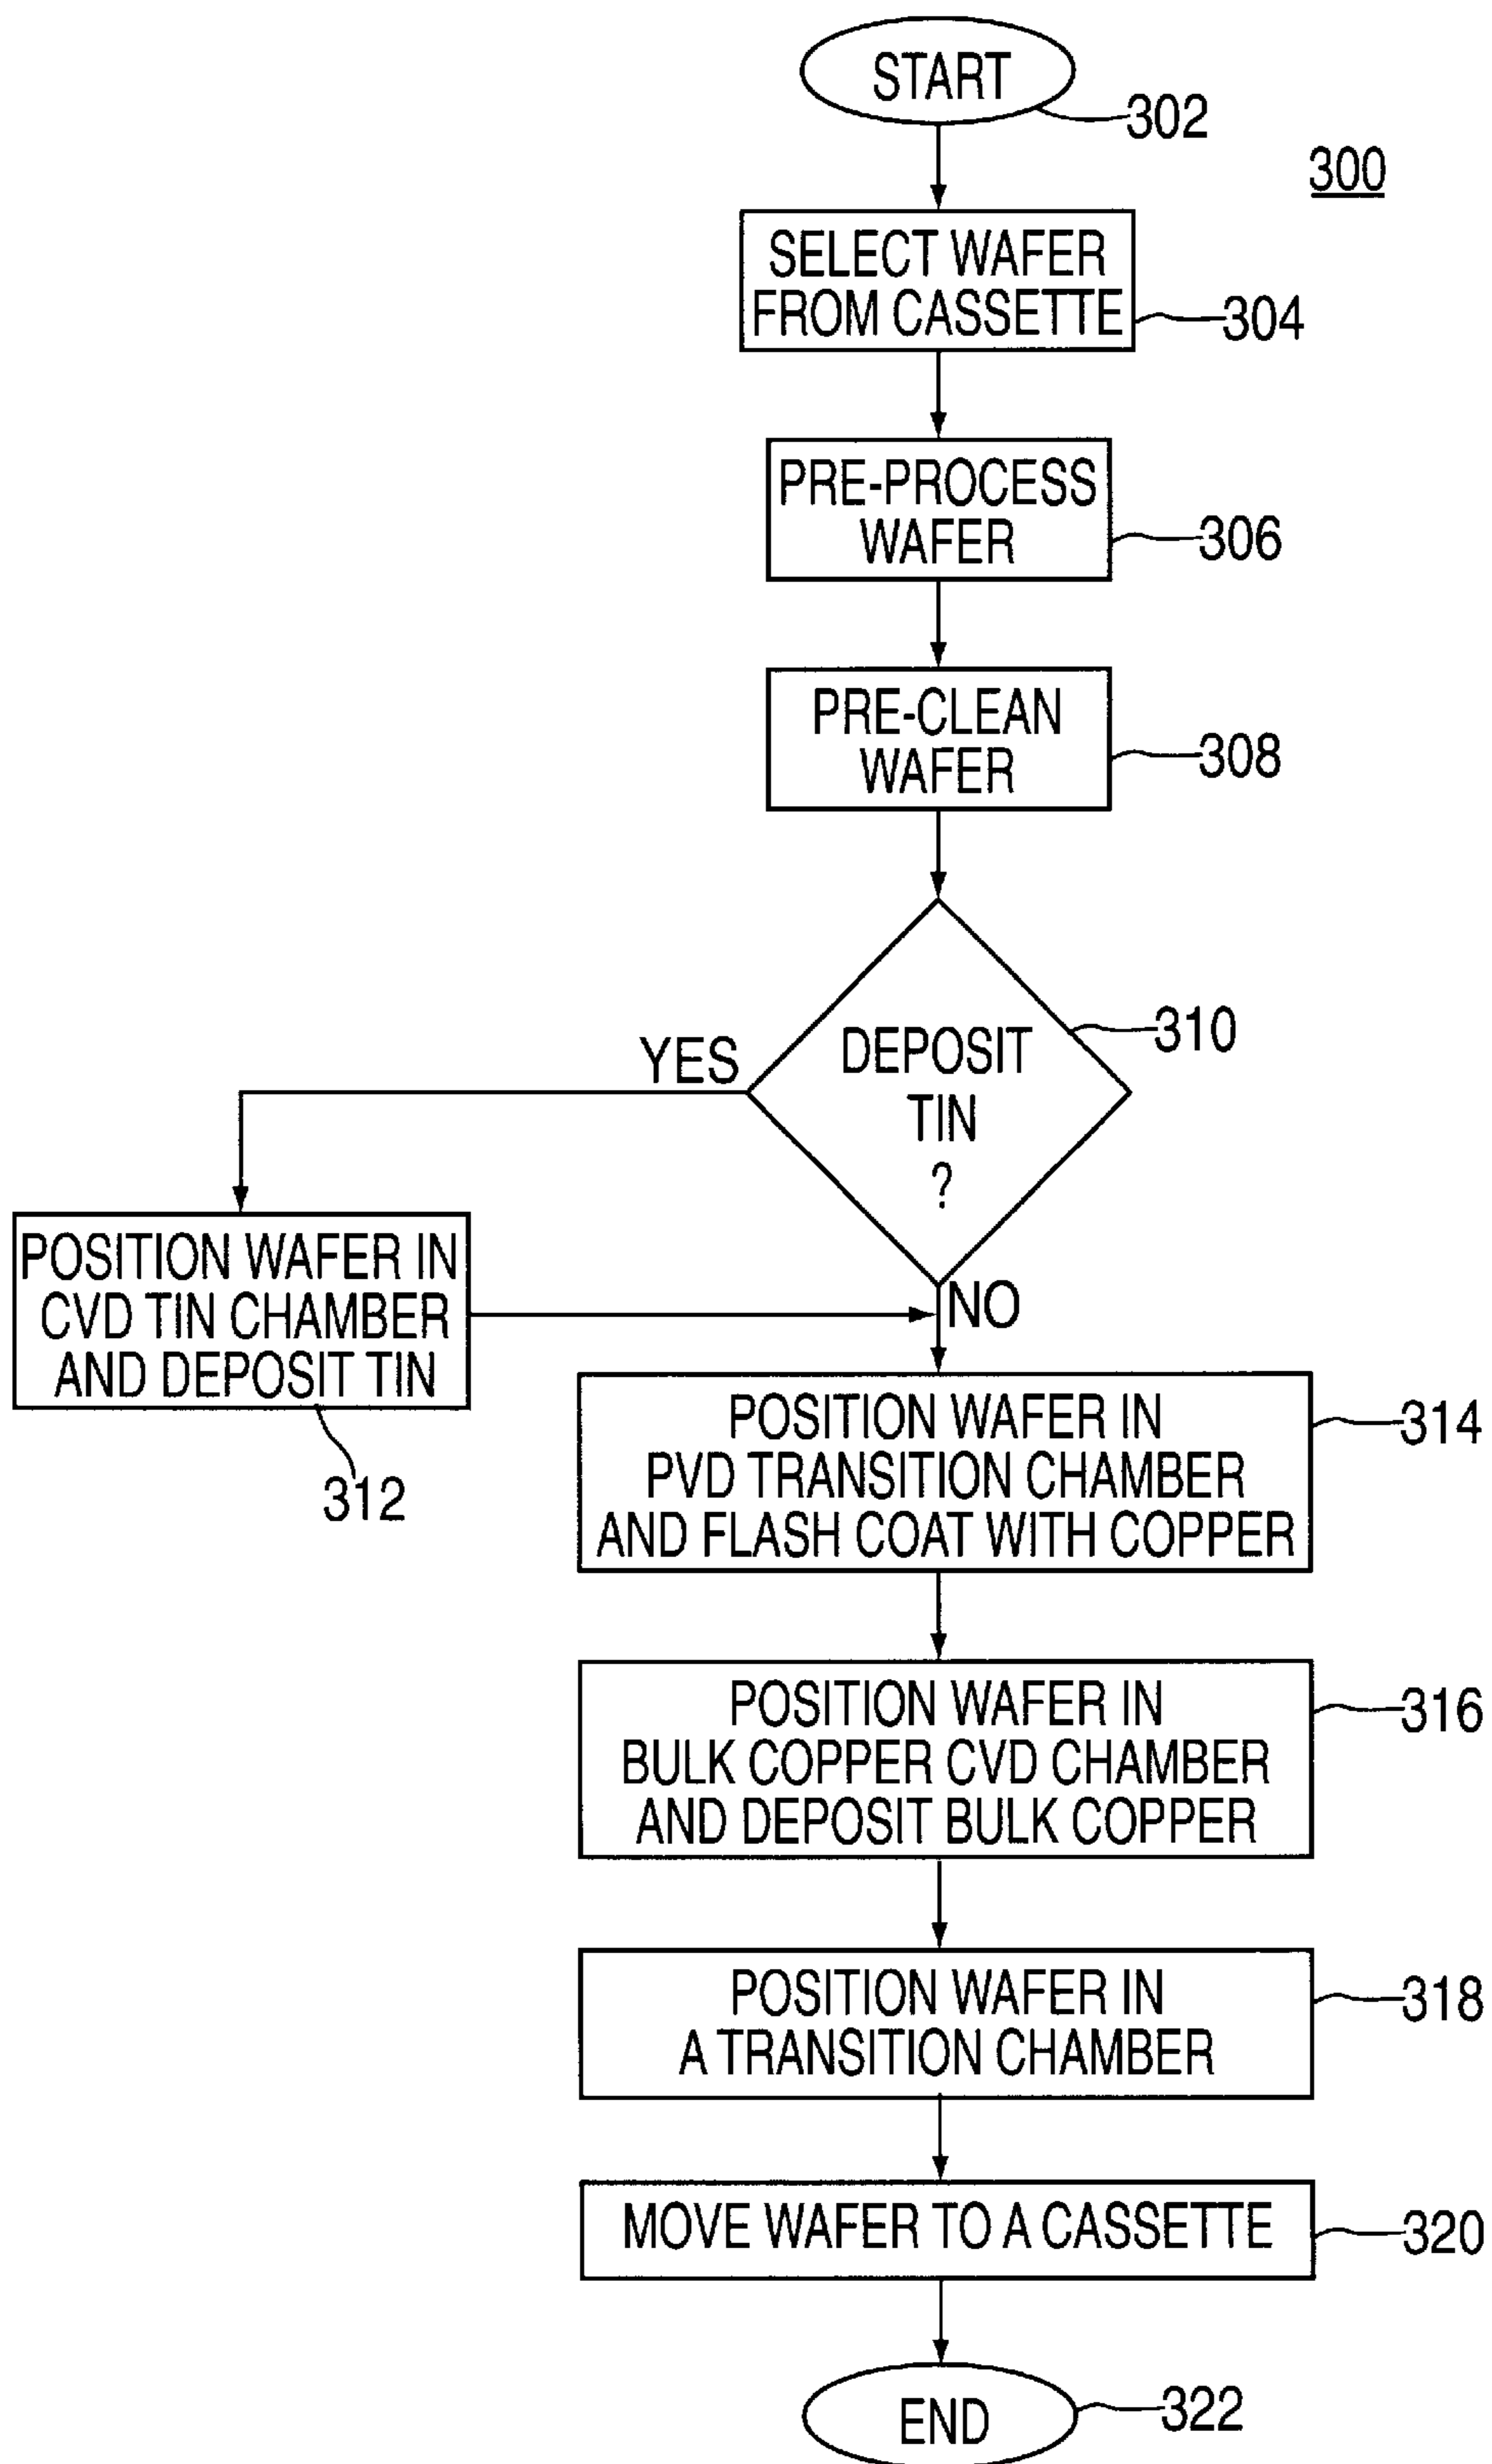 START
302
300
SELECT WAFER
FROM CASSETTE
304
PRE-PROCESS
WAFER
306
PRE-CLEAN
WAFER
308
DEPOSIT
TIN
?
310
YES
NO
POSITION WAFER IN
CVD TIN CHAMBER
AND DEPOSIT TIN
312
POSITION WAFER IN
PVD TRANSITION CHAMBER
AND FLASH COAT WITH COPPER
314
POSITION WAFER IN
BULK COPPER CVD CHAMBER
AND DEPOSIT BULK COPPER
316
POSITION WAFER IN
A TRANSITION CHAMBER
318
MOVE WAFER TO A CASSETTE
320
END
322